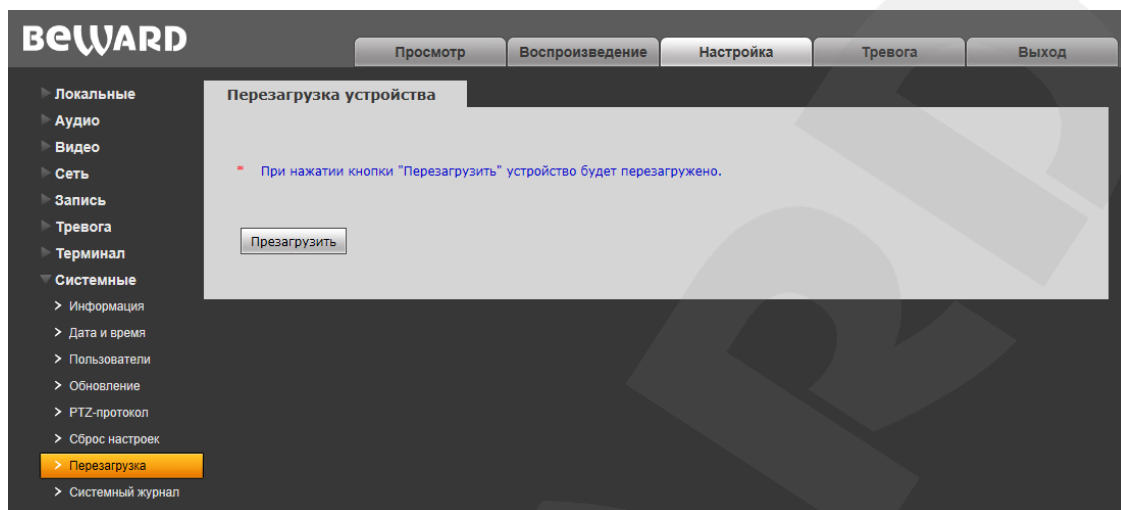 BEWARD
Просмотр
Воспроизведение
Настройка
Тревога
Выход
Локальные
Аудио
Видео
Сеть
Запись
Тревога
Терминал
Системные
Информация
Дата и время
Пользователи
Обновление
PTZ-протокол
Сброс настроек
Перезагрузка
Системный журнал
Перезагрузка устройства
* При нажатии кнопки "Перезагрузить" устройство будет перезагружено.
Презагрузить